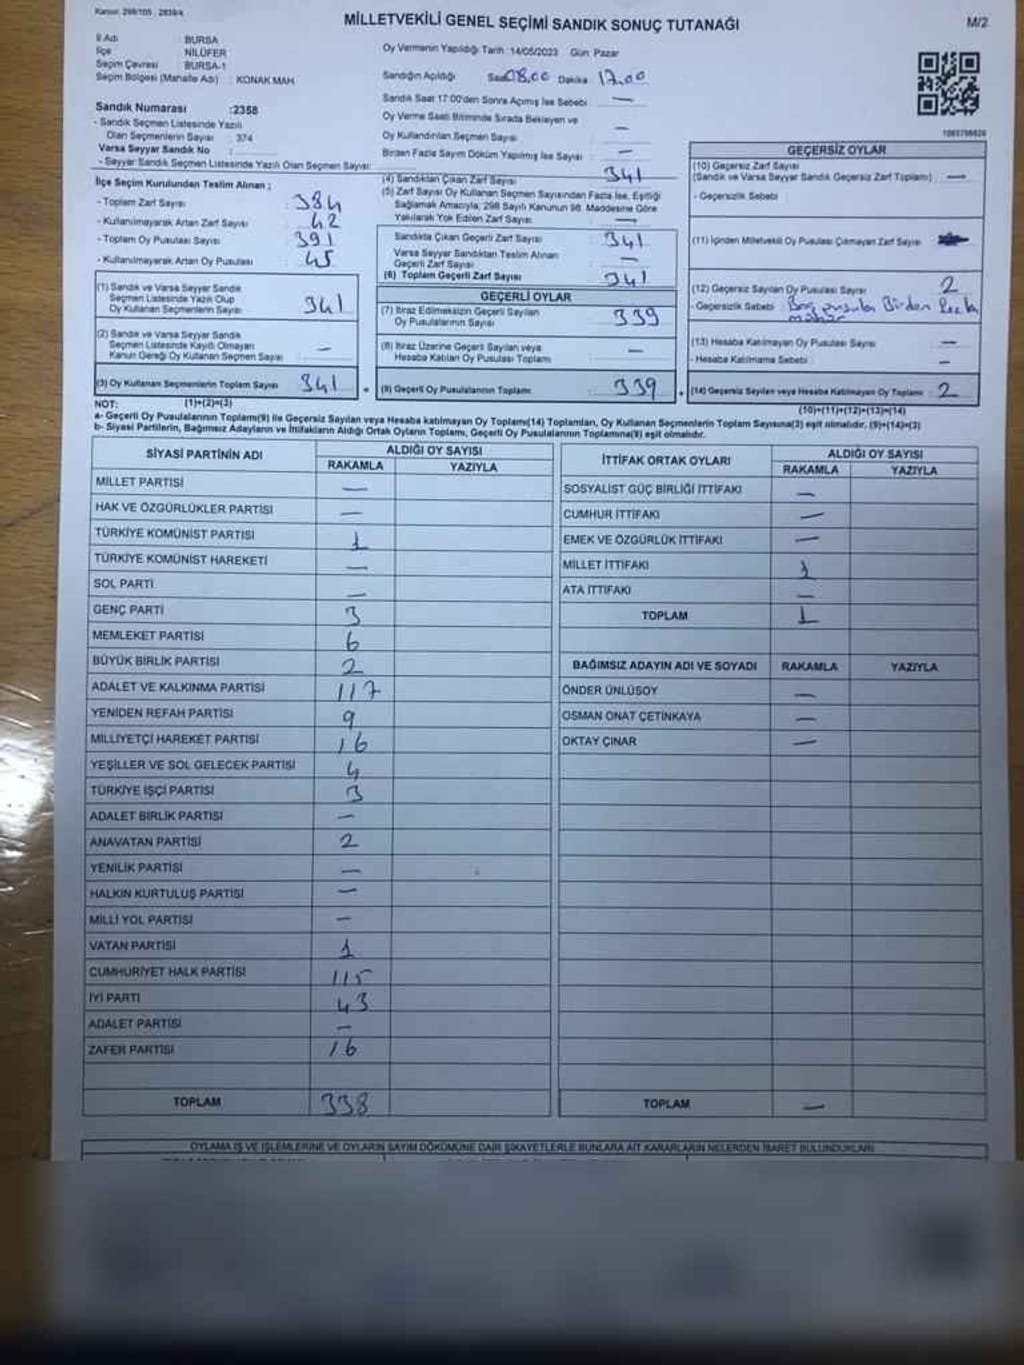 Kanun: 298/105 , 2839/4
MİLLETVEKİLİ GENEL SEÇİMİ SANDIK SONUÇ TUTANAĞI
M/2
İl Adı : BURSA
İlçe : NİLÜFER
Seçim Çevresi : BURSA-1
Seçim Bölgesi (Mahalle Adı) : KONAK MAH.
Oy Vermenin Yapıldığı Tarih :14/05/2023 Gün: Pazar
Sandığın Açıldığı Saat 08.00 Dakika 17.00
Sandık Saat 17:00'den Sonra Açılmış İse Sebebi : —
Oy Verme Saati Bitiminde Sırada Bekleyen ve
Oy Kullandırılan Seçmen Sayısı : —
Birden Fazla Sayım Döküm Yapılmış İse Sayısı : —
Sandık Numarası :2358
- Sandık Seçmen Listesinde Yazılı
Olan Seçmenlerin Sayısı : 374
Varsa Seyyar Sandık No :
- Seyyar Sandık Seçmen Listesinde Yazılı Olan Seçmen Sayısı:
İlçe Seçim Kurulundan Teslim Alınan ;
- Toplam Zarf Sayısı : 384
- Kullanılmayarak Artan Zarf Sayısı : 42
- Toplam Oy Pusulası Sayısı : 391
- Kullanılmayarak Artan Oy Pusulası : 45
(1) Sandık ve Varsa Seyyar Sandık
Seçmen Listesinde Yazılı Olup
Oy Kullanan Seçmenlerin Sayısı : 341
(2) Sandık ve Varsa Seyyar Sandık
Seçmen Listesinde Kaydı Olmayan
Kanun Gereği Oy Kullanan Seçmen Sayısı : —
(3) Oy Kullanan Seçmenlerin Toplam Sayısı : 341
(1)+(2)=(3)
(4) Sandıktan Çıkan Zarf Sayısı : 341
(5) Zarf Sayısı Oy Kullanan Seçmen Sayısından Fazla İse, Eşitliği
Sağlamak Amacıyla, 298 Sayılı Kanunun 98. Maddesine Göre
Yakılarak Yok Edilen Zarf Sayısı : —
Sandıkta Çıkan Geçerli Zarf Sayısı : 341
Varsa Seyyar Sandıktan Teslim Alınan
Geçerli Zarf Sayısı : —
(6) Toplam Geçerli Zarf Sayısı : 341
GEÇERLİ OYLAR
(7) İtiraz Edilmeksizin Geçerli Sayılan
Oy Pusulalarının Sayısı : 339
(8) İtiraz Üzerine Geçerli Sayılan veya
Hesaba Katılan Oy Pusulası Toplamı : —
(9) Geçerli Oy Pusulalarının Toplamı : 339
GEÇERSİZ OYLAR
(10) Geçersiz Zarf Sayısı
(Sandık ve Varsa Seyyar Sandık Geçersiz Zarf Toplamı) : —
- Geçersizlik Sebebi :
(11) İçinden Milletvekili Oy Pusulası Çıkmayan Zarf Sayısı
(12) Geçersiz Sayılan Oy Pusulası Sayısı : 2
- Geçersizlik Sebebi : Birden fazla
(13) Hesaba Katılmayan Oy Pusulası Sayısı : —
- Hesaba Katılmama Sebebi : —
(14) Geçersiz Sayılan veya Hesaba Katılmayan Oy Toplamı : 2
(10)+(11)+(12)+(13)=(14)
NOT:
a- Geçerli Oy Pusulalarının Toplamı(9) ile Geçersiz Sayılan veya Hesaba katılmayan Oy Toplamı(14) Toplamları, Oy Kullanan Seçmenlerin Toplam Sayısına(3) eşit olmalıdır. (9)+(14)=(3)
b- Siyasi Partilerin, Bağımsız Adayların ve İttifakların Aldığı Ortak Oyların Toplamı, Geçerli Oy Pusulalarının Toplamına(9) eşit olmalıdır.
SİYASİ PARTİNİN ADI ALDIĞI OY SAYISI
RAKAMLA YAZIYLA
MİLLET PARTİSİ —
HAK VE ÖZGÜRLÜKLER PARTİSİ —
TÜRKİYE KOMÜNİST PARTİSİ 1
TÜRKİYE KOMÜNİST HAREKETİ —
SOL PARTİ —
GENÇ PARTİ 3
MEMLEKET PARTİSİ 6
BÜYÜK BİRLİK PARTİSİ 2
ADALET VE KALKINMA PARTİSİ 117
YENİDEN REFAH PARTİSİ 9
MİLLİYETÇİ HAREKET PARTİSİ 16
YEŞİLLER VE SOL GELECEK PARTİSİ 4
TÜRKİYE İŞÇİ PARTİSİ 3
ADALET BİRLİK PARTİSİ —
ANAVATAN PARTİSİ 2
YENİLİK PARTİSİ —
HALKIN KURTULUŞ PARTİSİ —
MİLLİ YOL PARTİSİ —
VATAN PARTİSİ 1
CUMHURİYET HALK PARTİSİ 115
İYİ PARTİ 43
ADALET PARTİSİ —
ZAFER PARTİSİ 16
TOPLAM 338
İTTİFAK ORTAK OYLARI ALDIĞI OY SAYISI
RAKAMLA YAZIYLA
SOSYALİST GÜÇ BİRLİĞİ İTTİFAKI —
CUMHUR İTTİFAKI —
EMEK VE ÖZGÜRLÜK İTTİFAKI —
MİLLET İTTİFAKI 1
ATA İTTİFAKI —
TOPLAM 1
BAĞIMSIZ ADAYIN ADI VE SOYADI RAKAMLA YAZIYLA
ÖNDER ÜNLÜSOY —
OSMAN ONAT ÇETİNKAYA —
OKTAY ÇINAR —
TOPLAM —
OYLAMA İŞ VE İŞLEMLERİNE VE OYLARIN SAYIM DÖKÜMÜNE DAİR ŞİKAYETLERLE BUNLARA AİT KARARLARIN NELERDEN İBARET BULUNDUKLARI